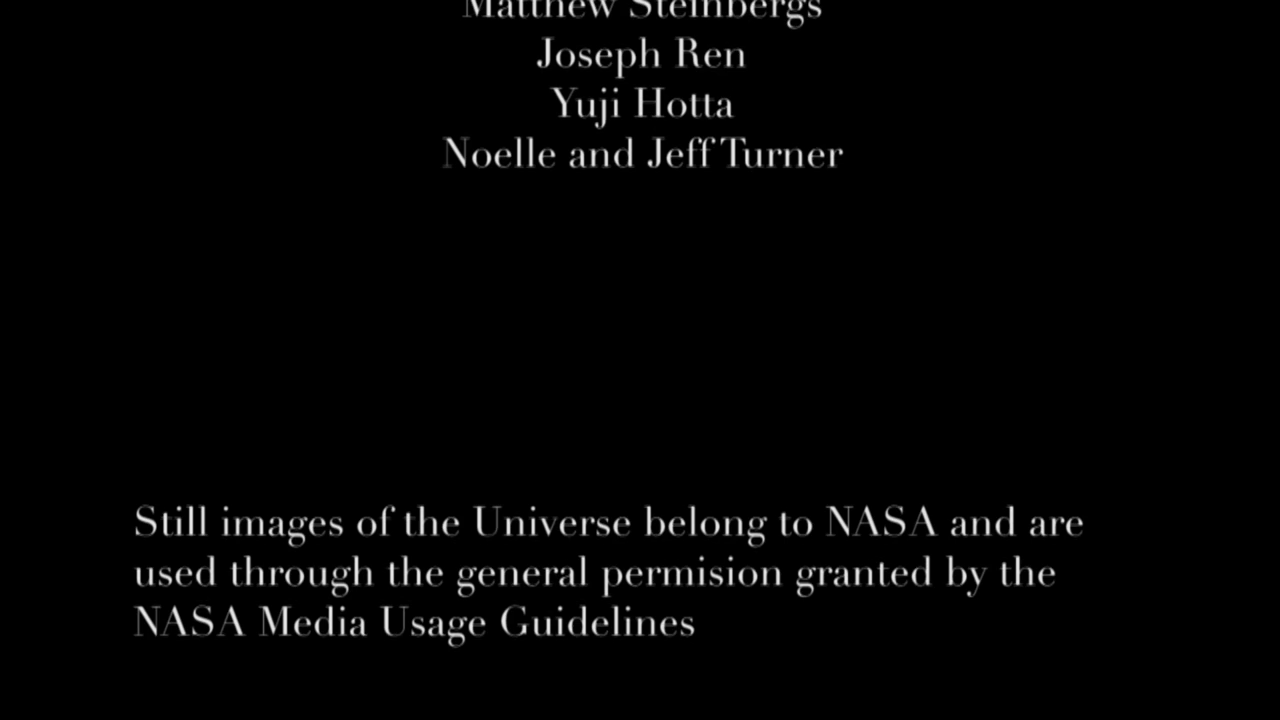 Matthew Steinbergs
Joseph Ren
Yuji Hotta
Noelle and Jeff Turner
Still images of the Universe belong to NASA and are
used through the general permision granted by the
NASA Media Usage Guidelines